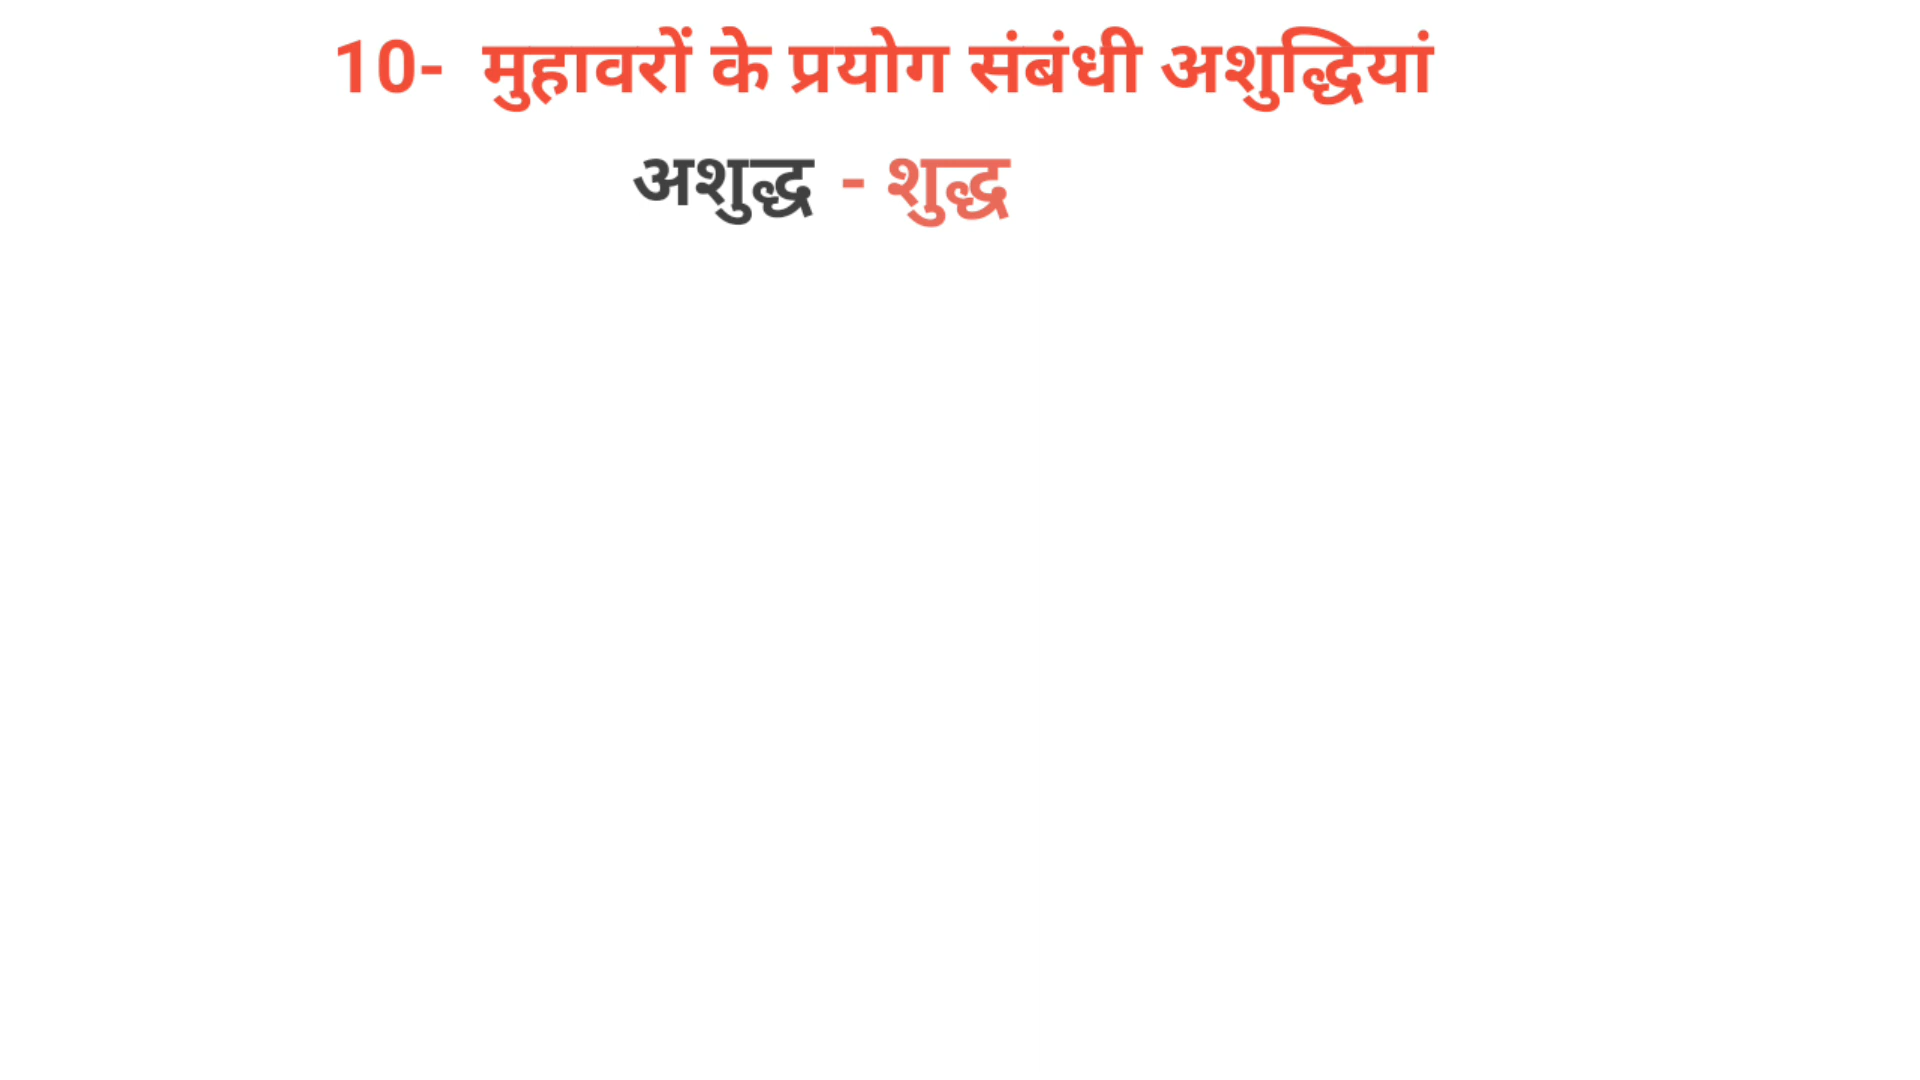 10- मुहावरों के प्रयोग संबंधी अशुद्धियां
अशुद्ध - शुद्ध